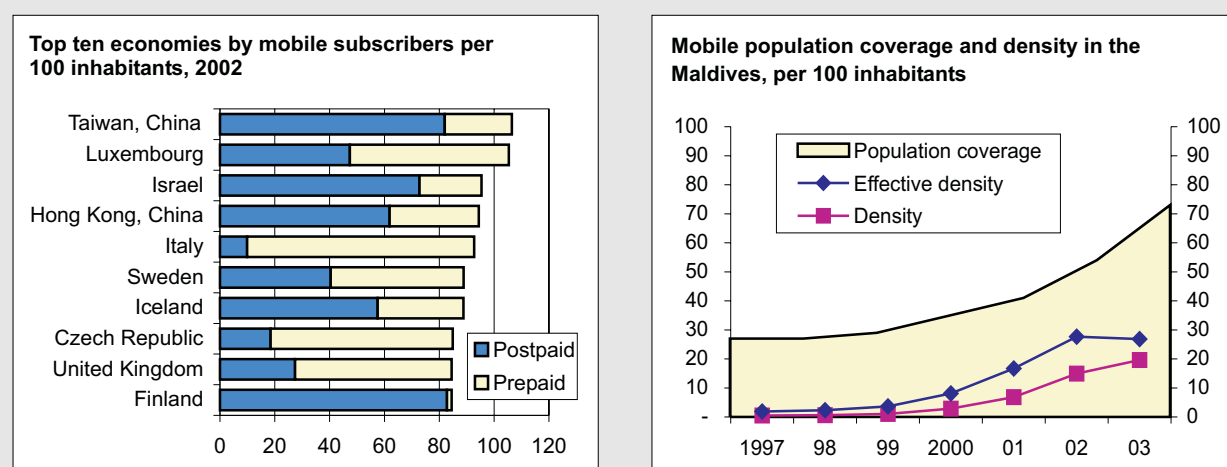 Top ten economies by mobile subscribers per
100 inhabitants, 2002
Taiwan, China
Luxembourg
Israel
Hong Kong, China
Italy
Sweden
Iceland
Czech Republic
United Kingdom
Finland
Postpaid
Prepaid
0 20 40 60 80 100 120
Mobile population coverage and density in the
Maldives, per 100 inhabitants
100 100
90 90
80 80
70 70
60 60
50 50
40 40
30 30
20 20
10 10
- 0
Population coverage
Effective density
Density
1997 98 99 2000 01 02 03